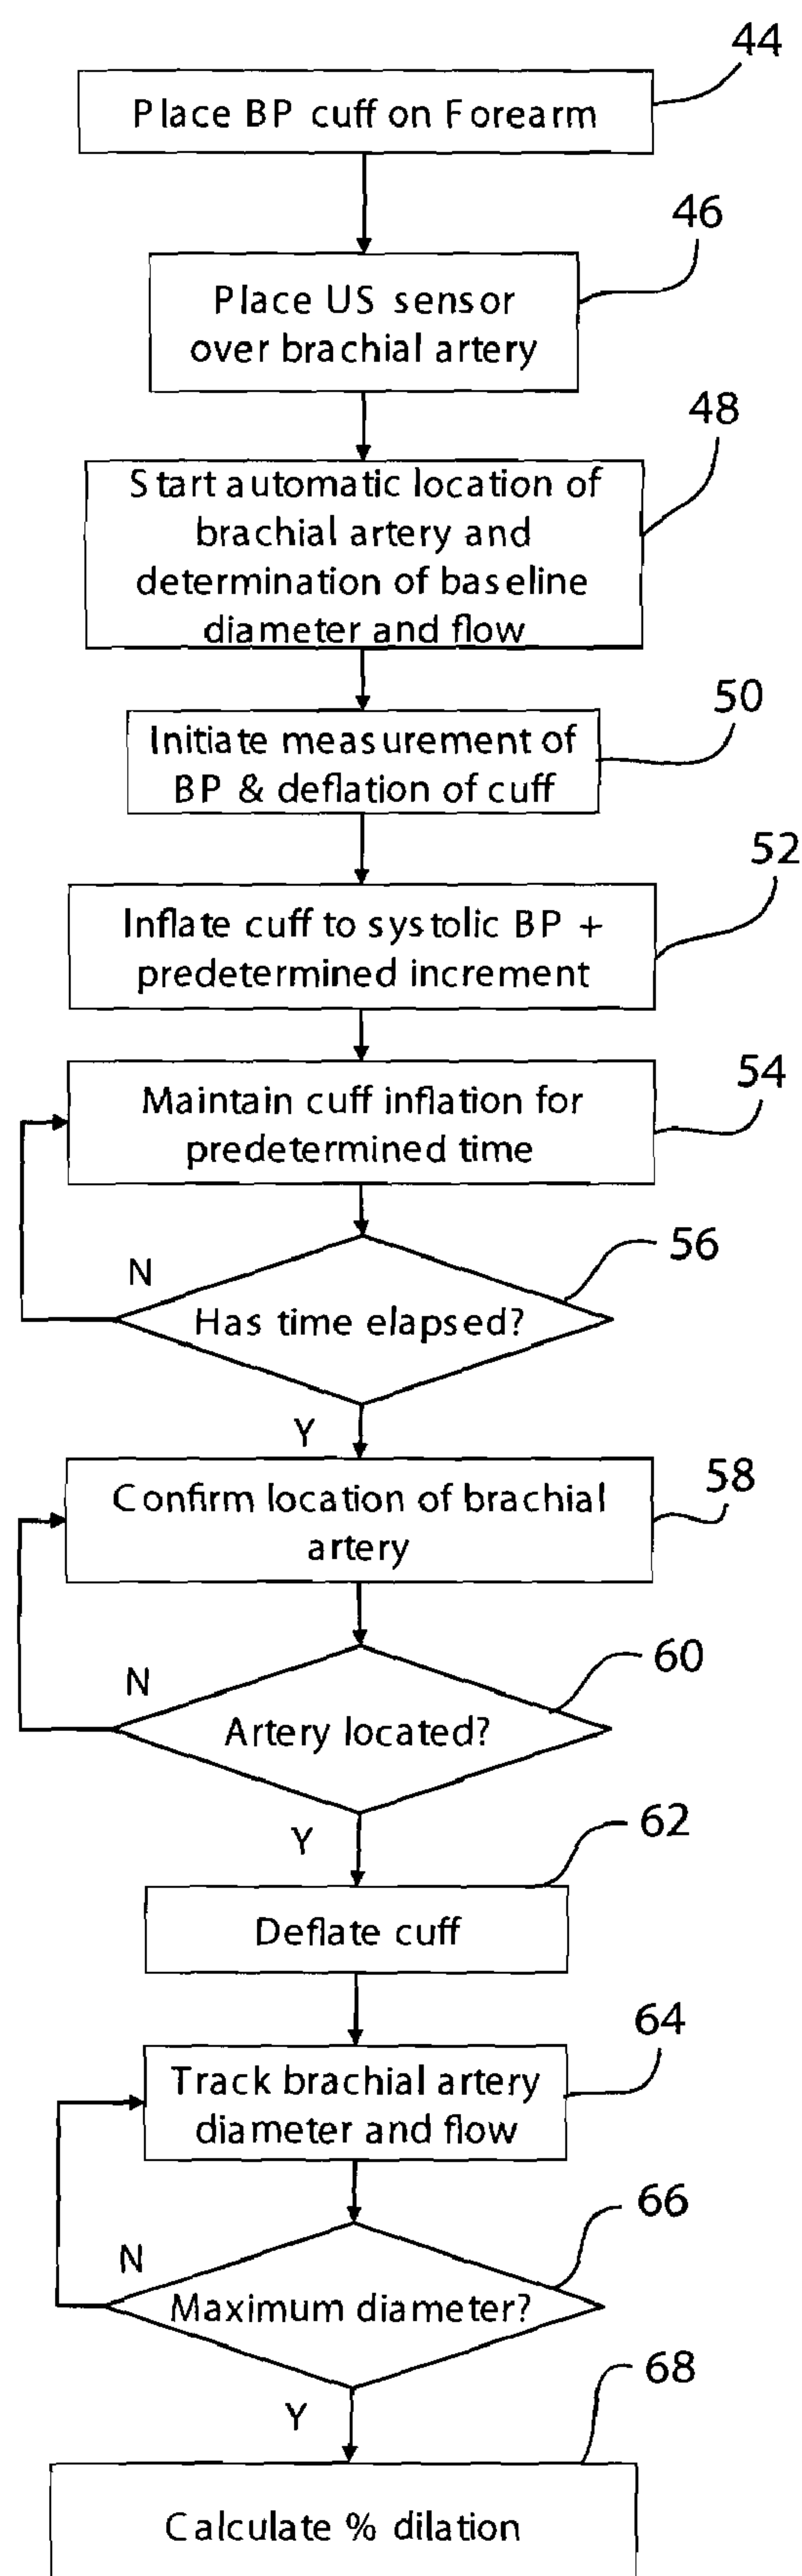 44
Place BP cuff on Forearm
46
Place US sensor
over brachial artery
48
Start automatic location of
brachial artery and
determination of baseline
diameter and flow
50
Initiate measurement of
BP & deflation of cuff
52
Inflate cuff to systolic BP +
predetermined increment
54
Maintain cuff inflation for
predetermined time
56
N
Has time elapsed?
Y
58
Confirm location of brachial
artery
60
N
Artery located?
Y
62
Deflate cuff
64
Track brachial artery
diameter and flow
66
N
Maximum diameter?
68
Y
Calculate % dilation